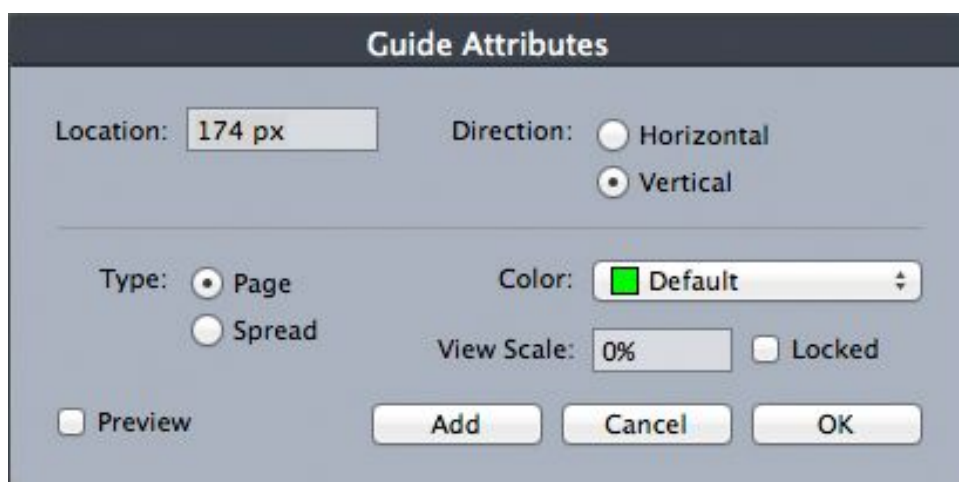 Guide Attributes
Location: 174 px Direction: Horizontal
Vertical
Type: Page Color: Default
Spread
View Scale: 0% Locked
Preview Add Cancel OK